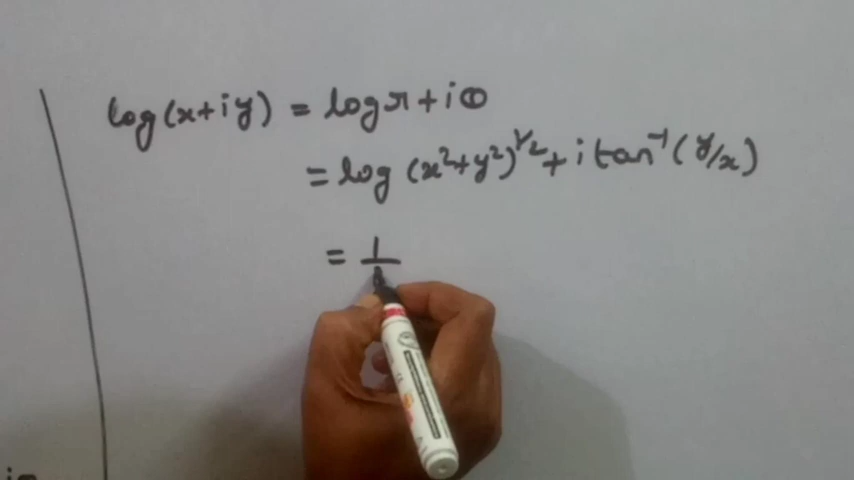 log(x+iy) = log r + iθ
= log (x²+y²)^1/2 + i tan⁻¹ (y/x)
= 1